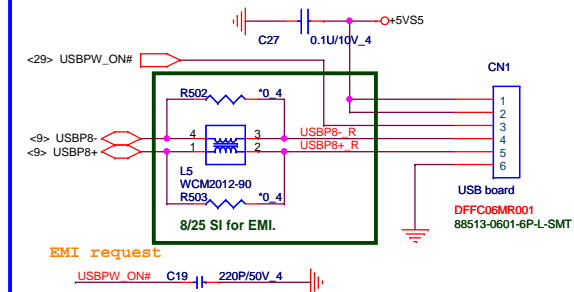 +5VS5
C27
0.1U/10V_4
<29> USBPW_ON#
CN1
R502
*0_4
1
2
3
4
5
6
<9> USBP8-
4
3
USBP8-_R
<9> USBP8+
1
2
USBP8+_R
L5
WCM2012-90
R503
*0_4
USB board
DFFC06MR001
88513-0601-6P-L-SMT
8/25 SI for EMI.
EMI request
USBPW_ON#
C19
220P/50V_4